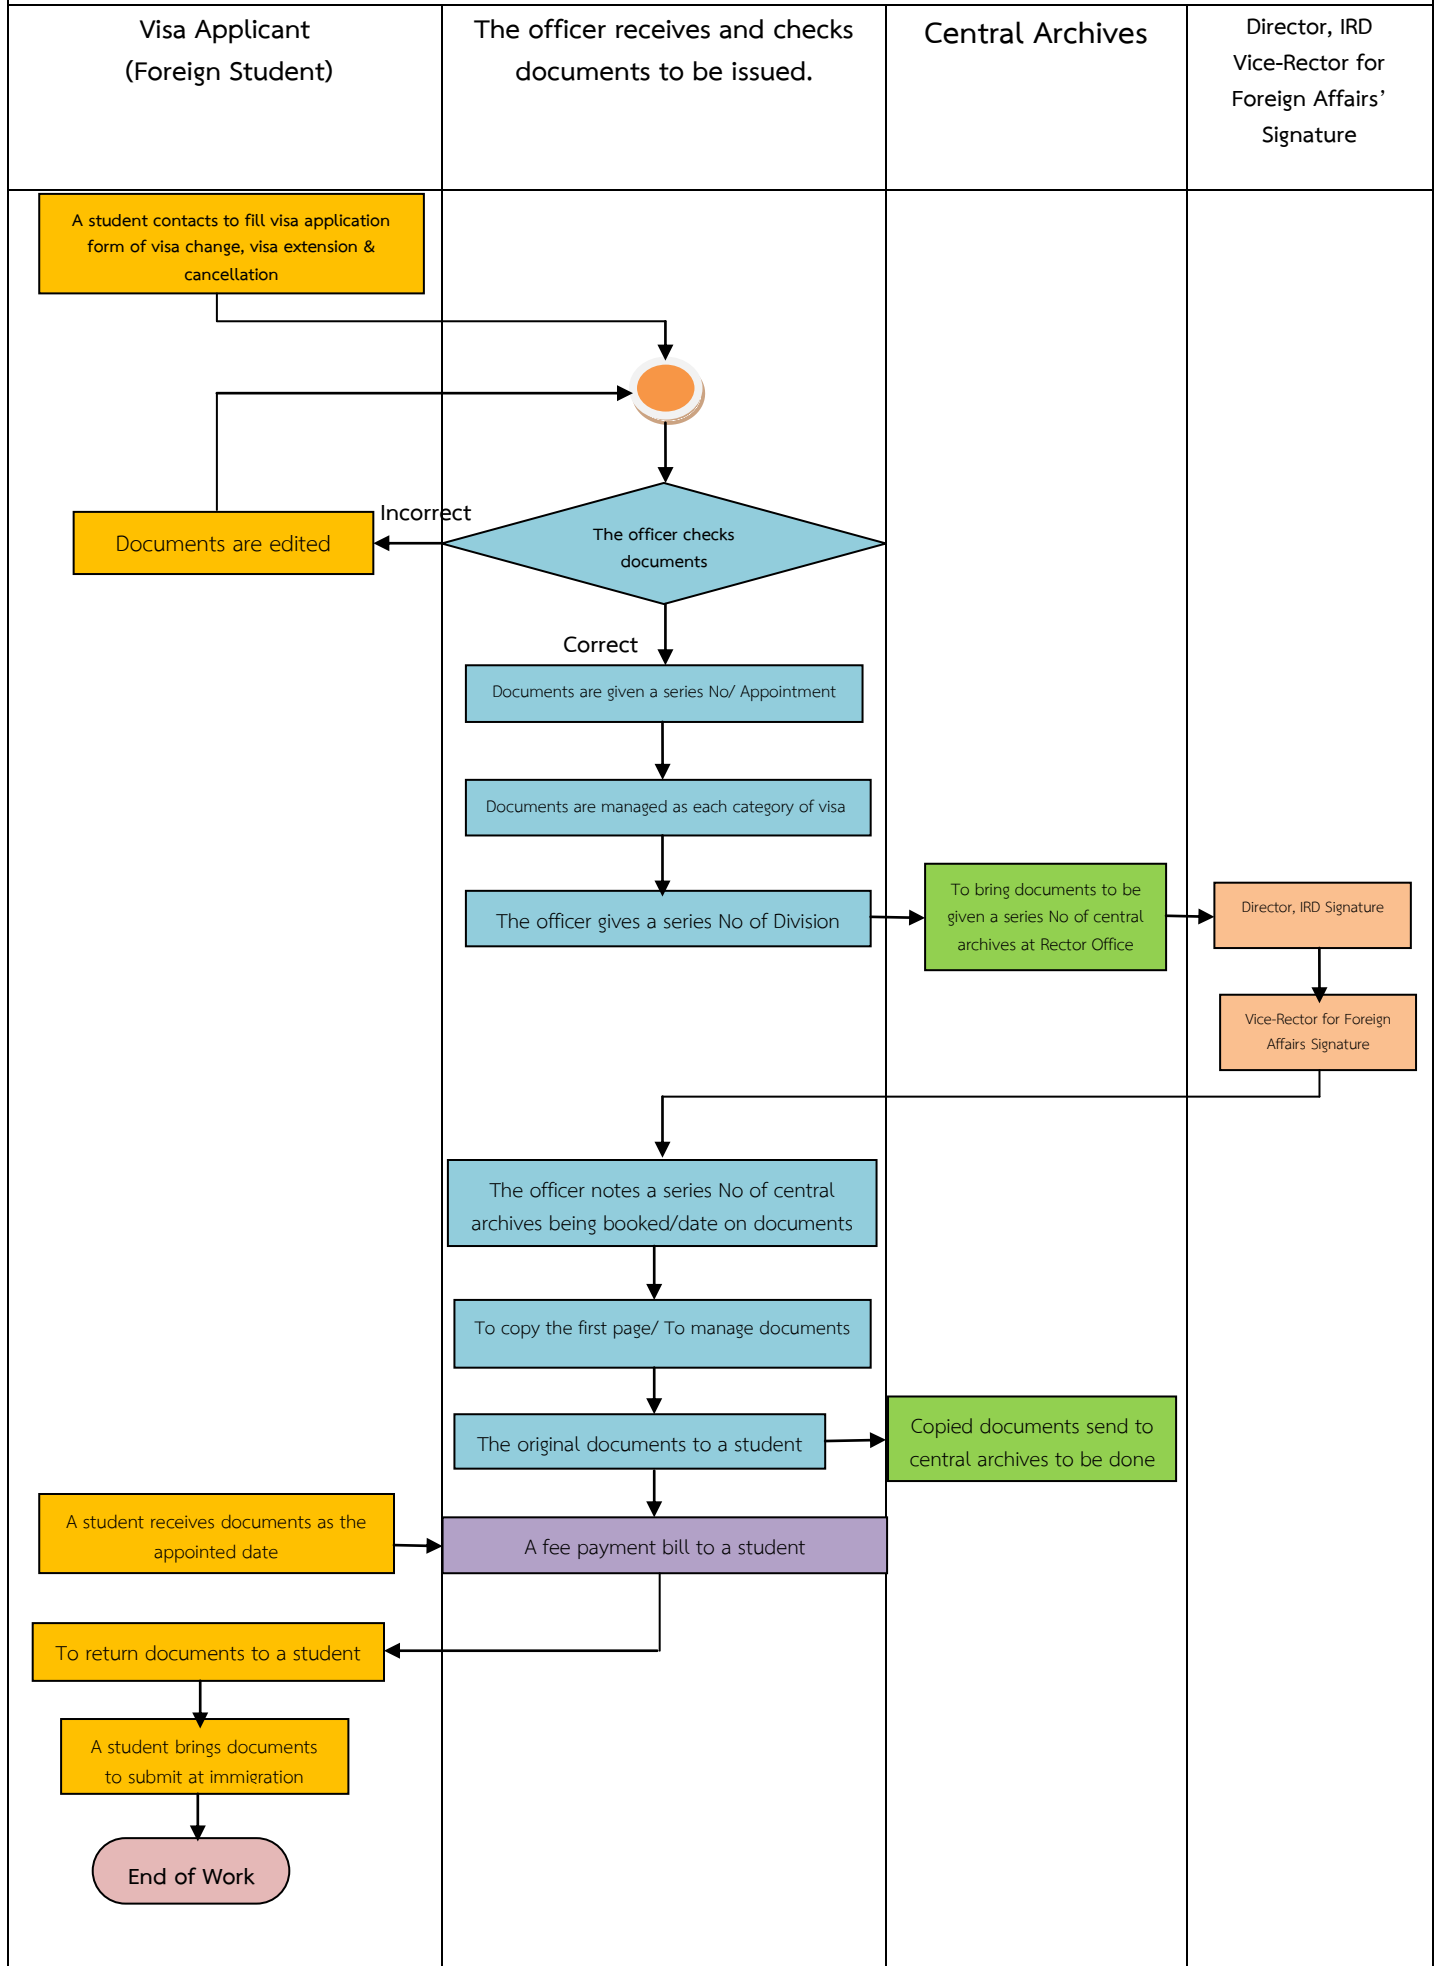 Visa Applicant
(Foreign Student)
The officer receives and checks
documents to be issued.
Central Archives
Director, IRD
Vice-Rector for
Foreign Affairs’
Signature
A student contacts to fill visa application
form of visa change, visa extension &
cancellation
Incorrect
Documents are edited
The officer checks
documents
Correct
Documents are given a series No/ Appointment
Documents are managed as each category of visa
The officer gives a series No of Division
To bring documents to be
given a series No of central
archives at Rector Office
Director, IRD Signature
Vice-Rector for Foreign
Affairs Signature
The officer notes a series No of central
archives being booked/date on documents
To copy the first page/ To manage documents
The original documents to a student
Copied documents send to
central archives to be done
A student receives documents as the
appointed date
A fee payment bill to a student
To return documents to a student
A student brings documents
to submit at immigration
End of Work